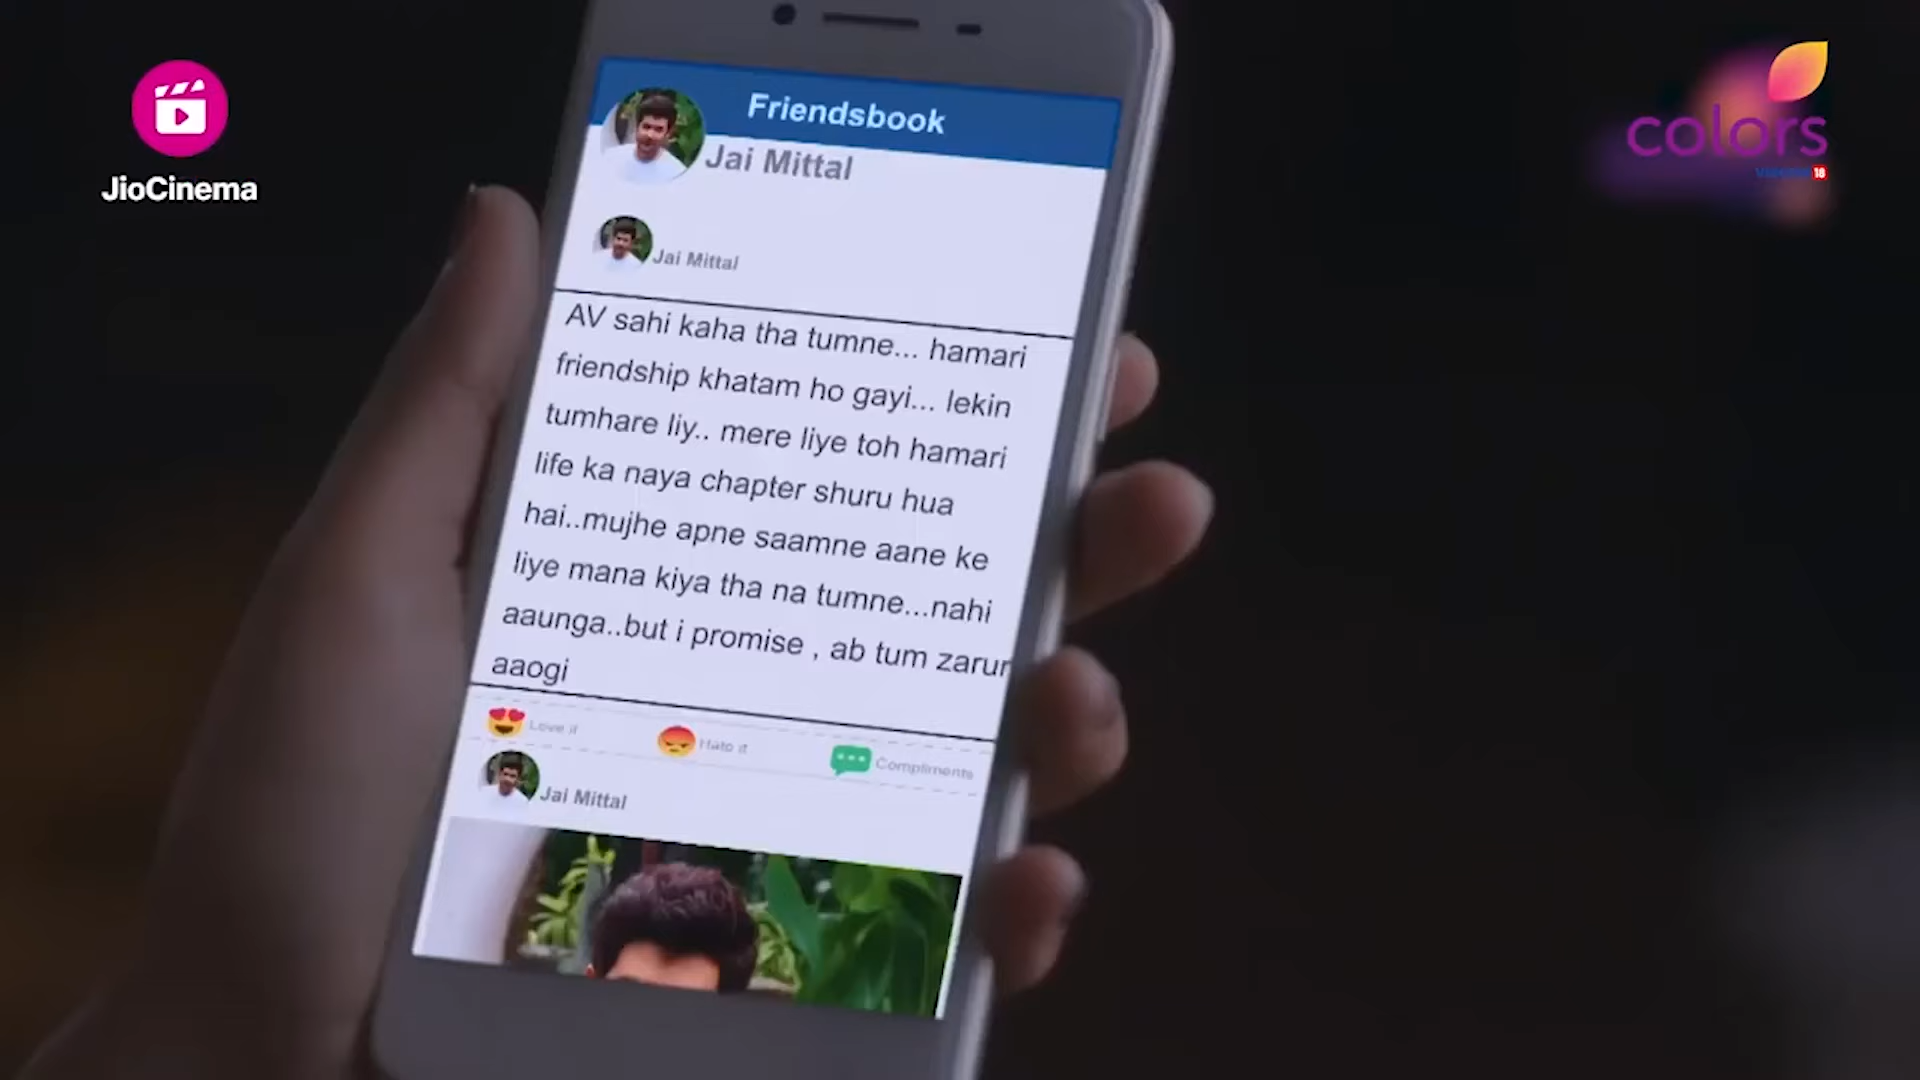 JioCinema
colors
18
Friendsbook
Jai Mittal
Jai Mittal
AV sahi kaha tha tumne... hamari
friendship khatam ho gayi... lekin
tumhare liy.. mere liye toh hamari
life ka naya chapter shuru hua
hai..mujhe apne saamne aane ke
liye mana kiya tha na tumne...nahi
aaunga..but i promise , ab tum zarur
aaogi
Love it
Hate it
Compliments
Jai Mittal